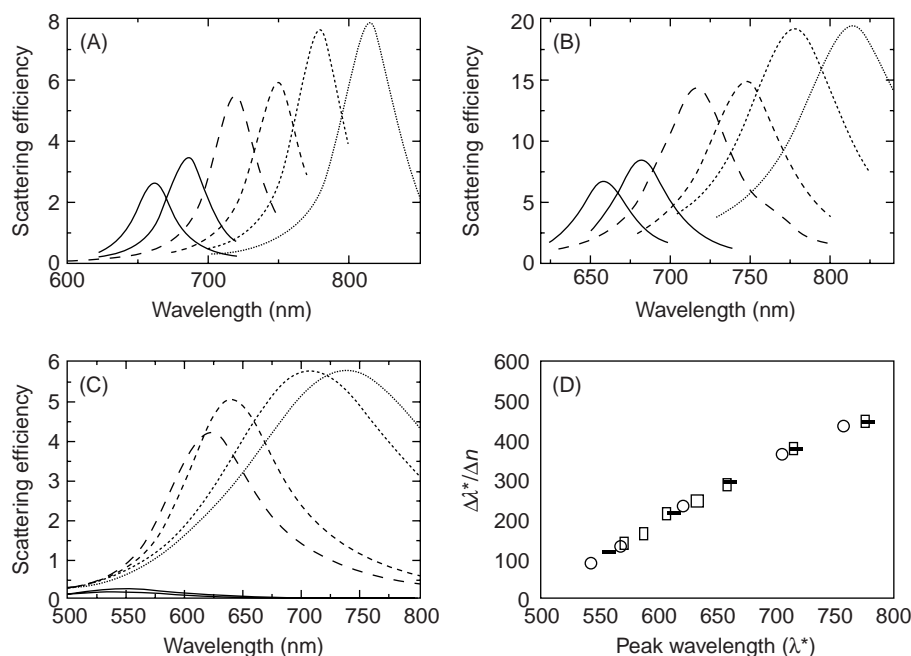 (A)
Scattering efficiency
8
6
4
2
0
600 700 800
Wavelength (nm)
(B)
Scattering efficiency
20
15
10
5
0
650 700 750 800
Wavelength (nm)
(C)
Scattering efficiency
6
5
4
3
2
1
0
500 550 600 650 700 750 800
Wavelength (nm)
(D)
Δλ*/Δn
600
500
400
300
200
100
0
500 550 600 650 700 750 800
Peak wavelength (λ*)